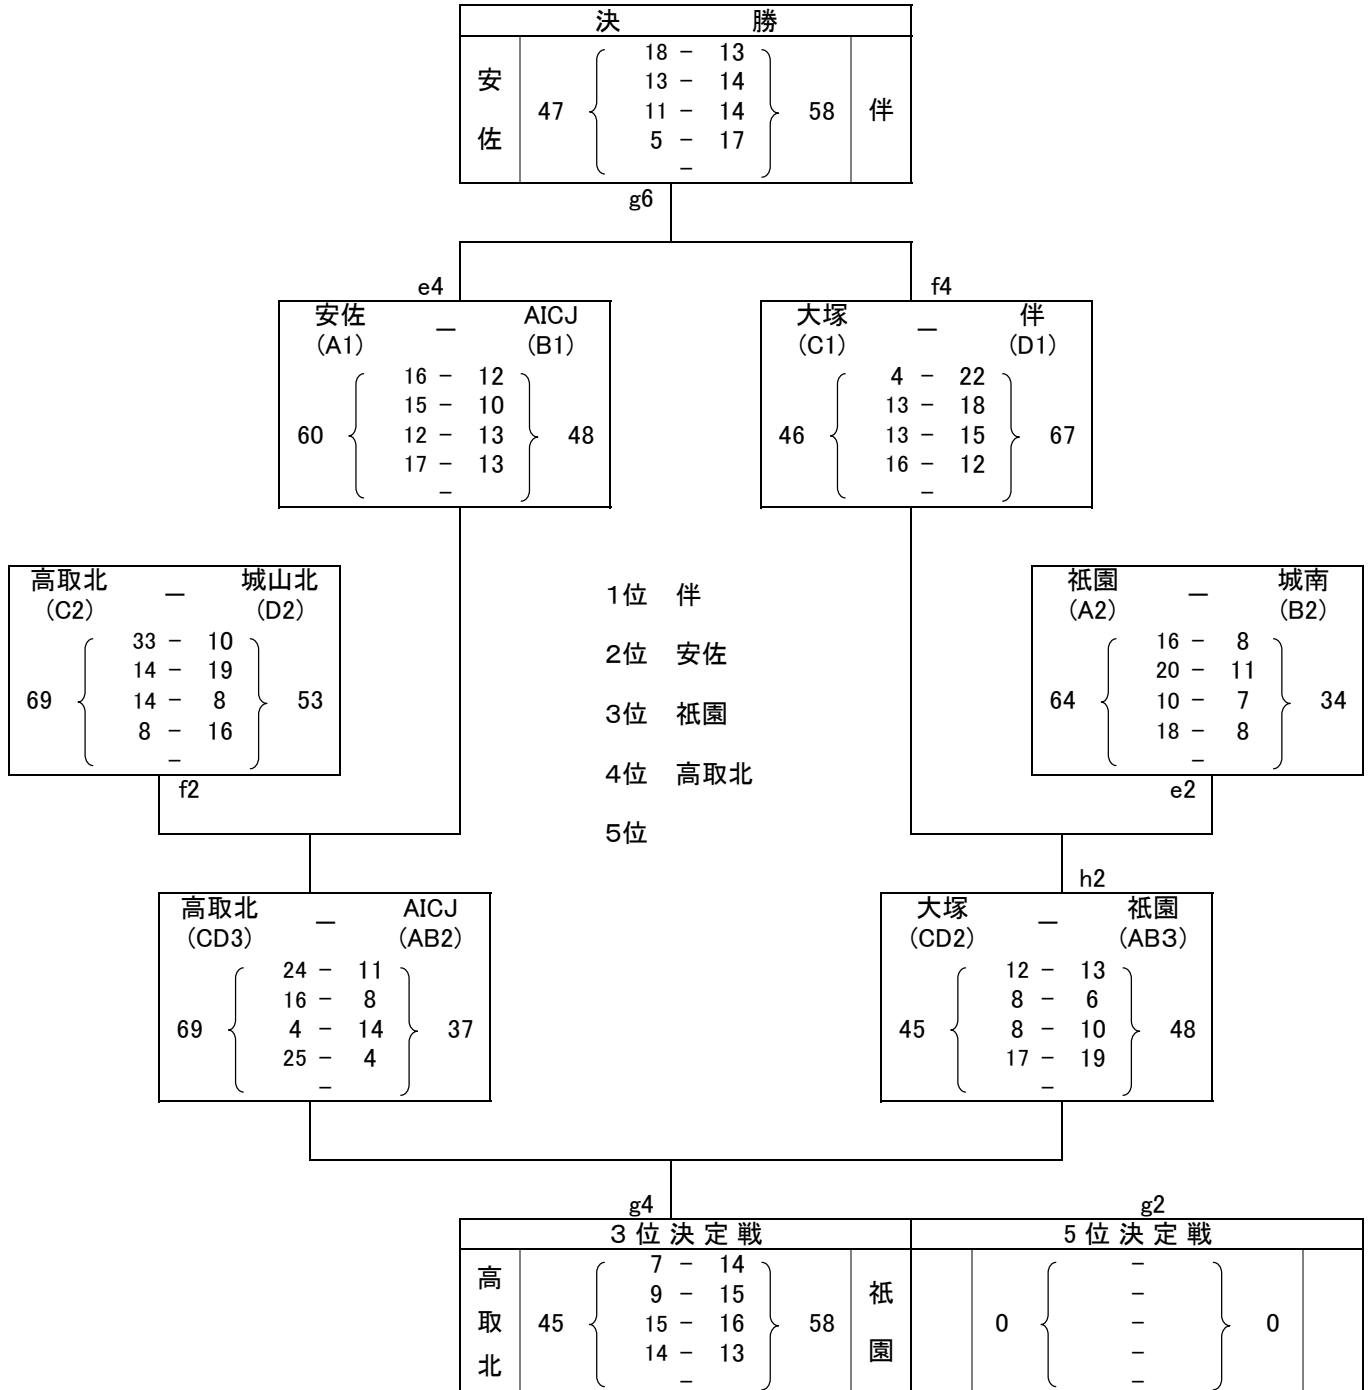 決 勝
安佐 47 18 － 13 58 伴
13 － 14
11 － 14
5 － 17
－
g6
e4 f4
安佐 － AICJ
(A1) (B1)
16 － 12
15 － 10
60 12 － 13 48
17 － 13
－
大塚 － 伴
(C1) (D1)
4 － 22
13 － 18
46 13 － 15 67
16 － 12
－
高取北 － 城山北
(C2) (D2)
33 － 10
14 － 19
69 14 － 8 53
8 － 16
－
f2
1位 伴
2位 安佐
3位 祇園
4位 高取北
5位
祇園 － 城南
(A2) (B2)
16 － 8
20 － 11
64 10 － 7 34
18 － 8
－
e2
高取北 － AICJ
(CD3) (AB2)
24 － 11
16 － 8
69 4 － 14 37
25 － 4
－
h2
大塚 － 祇園
(CD2) (AB3)
12 － 13
8 － 6
45 8 － 10 48
17 － 19
－
g4 g2
3 位 決 定 戦
高取北 45 7 － 14 58 祇園
9 － 15
15 － 16
14 － 13
－
5 位 決 定 戦
－
－
0 － 0
－
－